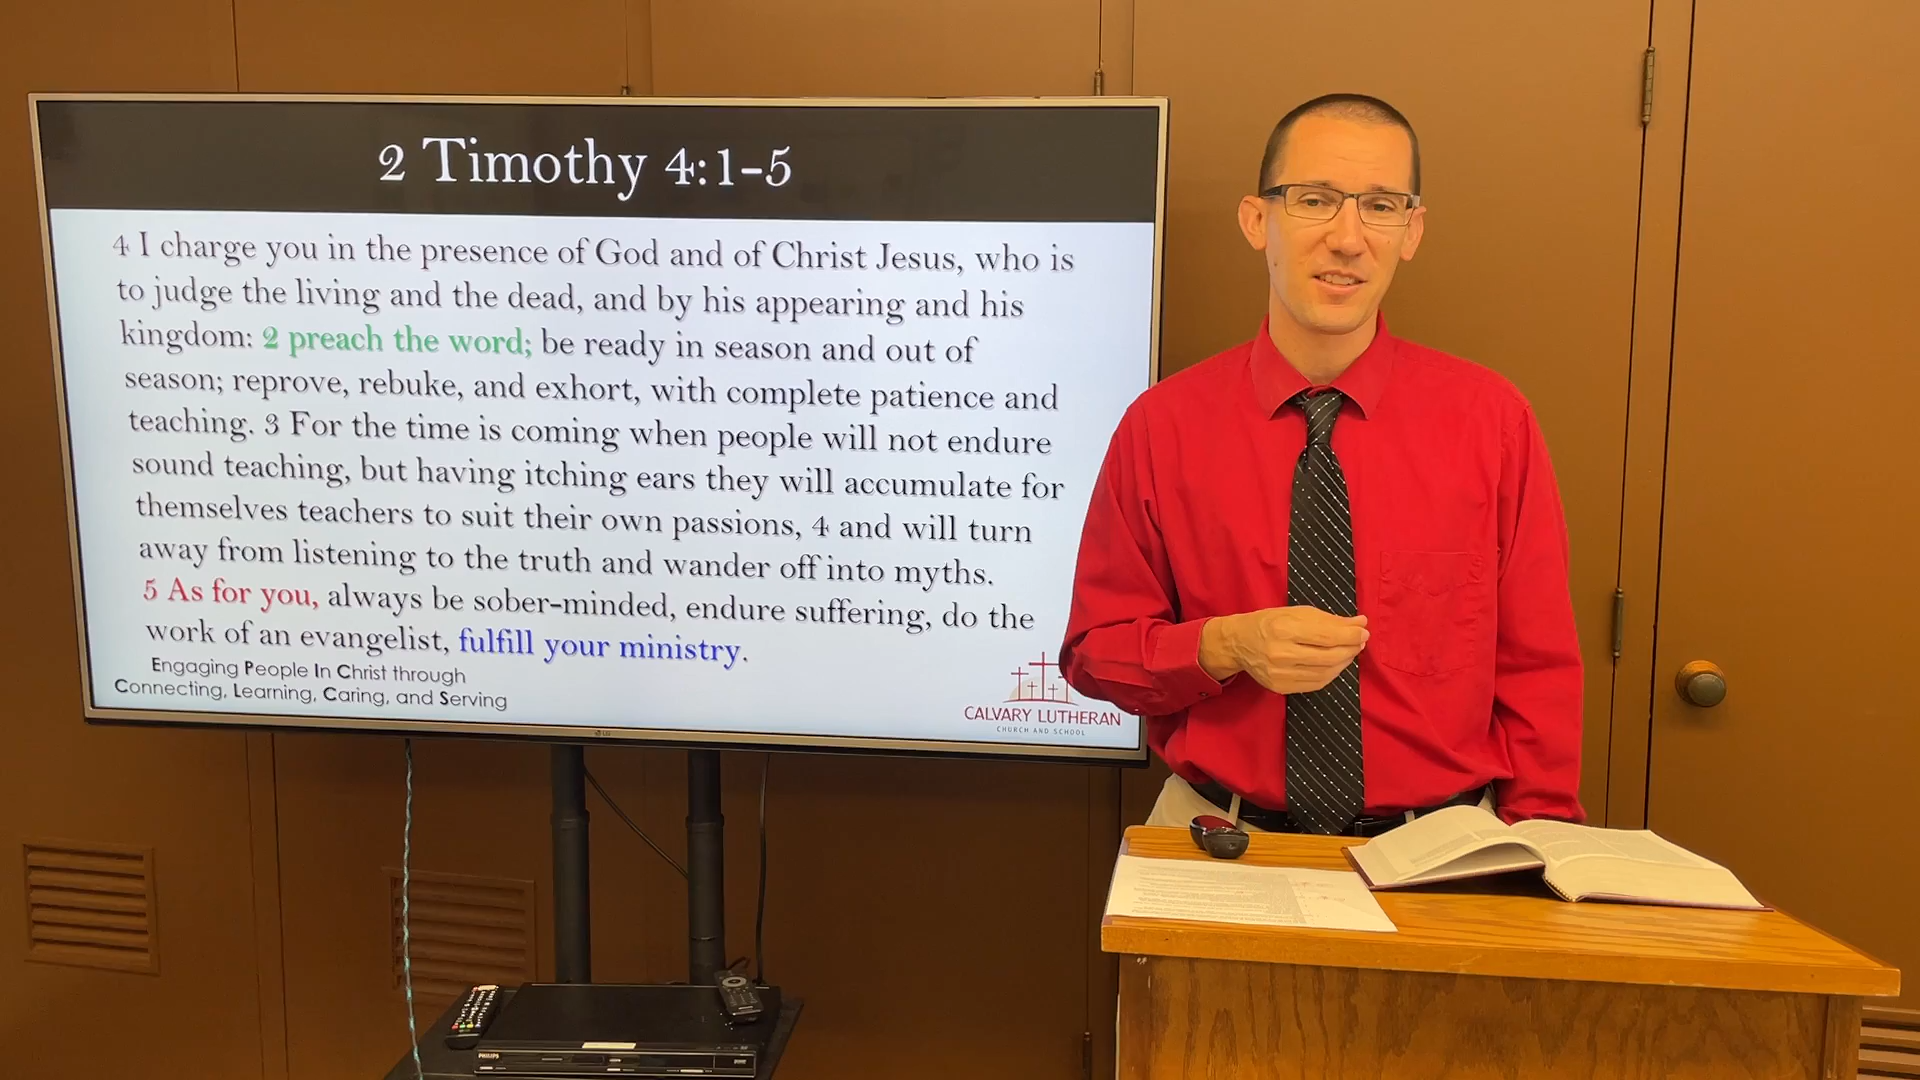 2 Timothy 4:1-5
4 I charge you in the presence of God and of Christ Jesus, who is
to judge the living and the dead, and by his appearing and his
kingdom: 2 preach the word; be ready in season and out of
season; reprove, rebuke, and exhort, with complete patience and
teaching. 3 For the time is coming when people will not endure
sound teaching, but having itching ears they will accumulate for
themselves teachers to suit their own passions, 4 and will turn
away from listening to the truth and wander off into myths.
5 As for you, always be sober-minded, endure suffering, do the
work of an evangelist, fulfill your ministry.
Engaging People In Christ through
Connecting, Learning, Caring, and Serving
CALVARY LUTHERAN
CHURCH AND SCHOOL
LG
PHILIPS